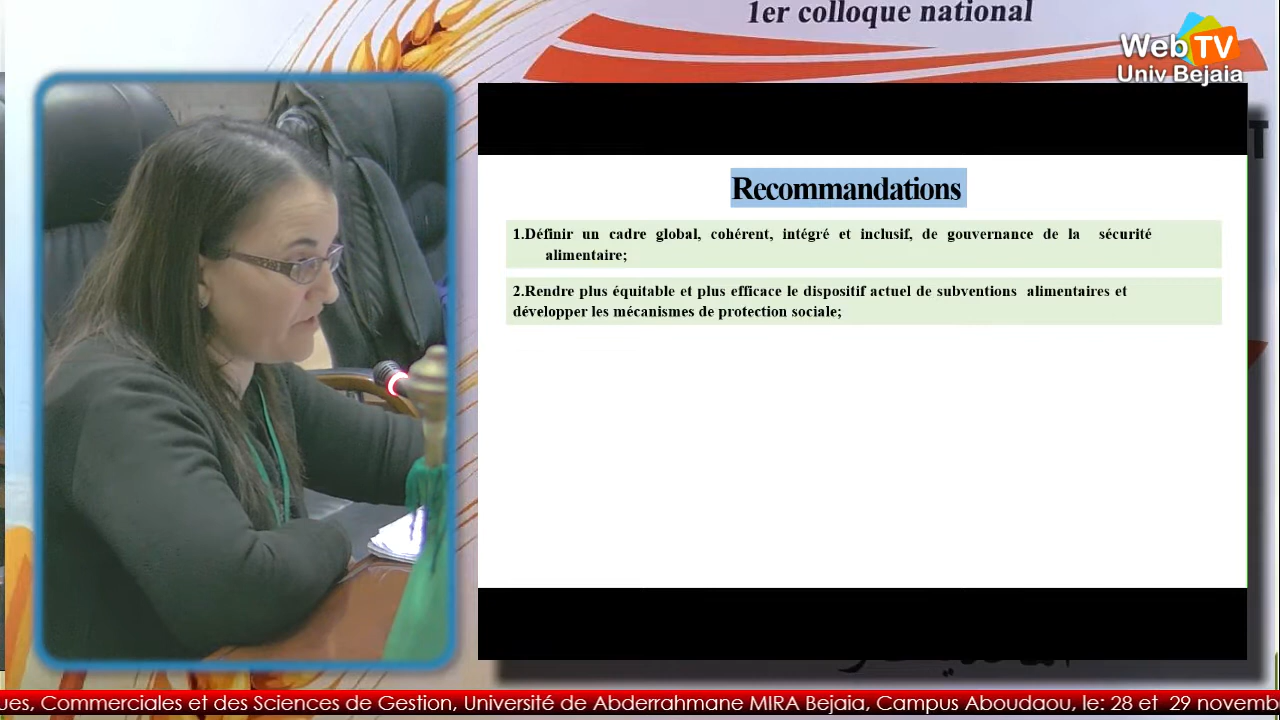 1er colloque national
WebTV
Univ Bejaia
Recommandations
1.Définir un cadre global, cohérent, intégré et inclusif, de gouvernance de la sécurité
alimentaire;
2.Rendre plus équitable et plus efficace le dispositif actuel de subventions alimentaires et
développer les mécanismes de protection sociale;
ues, Commerciales et des Sciences de Gestion, Université de Abderrahmane MIRA Bejaia, Campus Aboudaou, le: 28 et 29 novemb